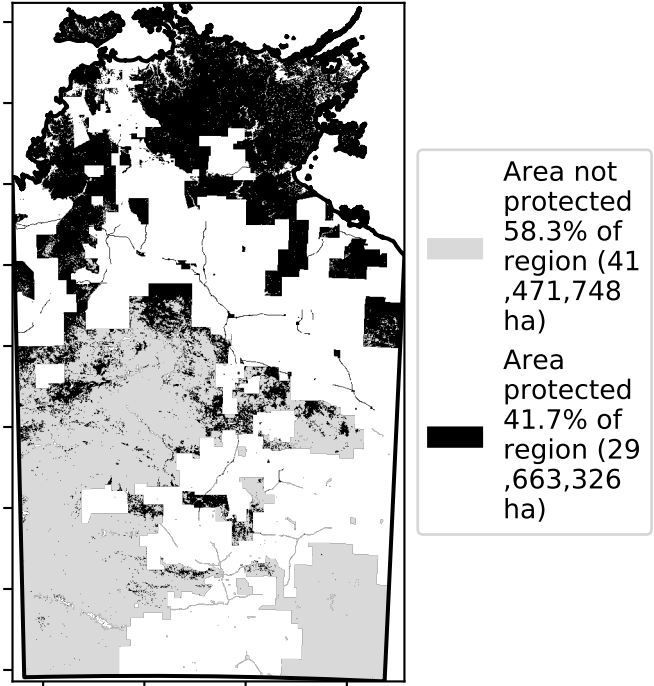 Area not
protected
58.3% of
region (41
,471,748
ha)
Area
protected
41.7% of
region (29
,663,326
ha)